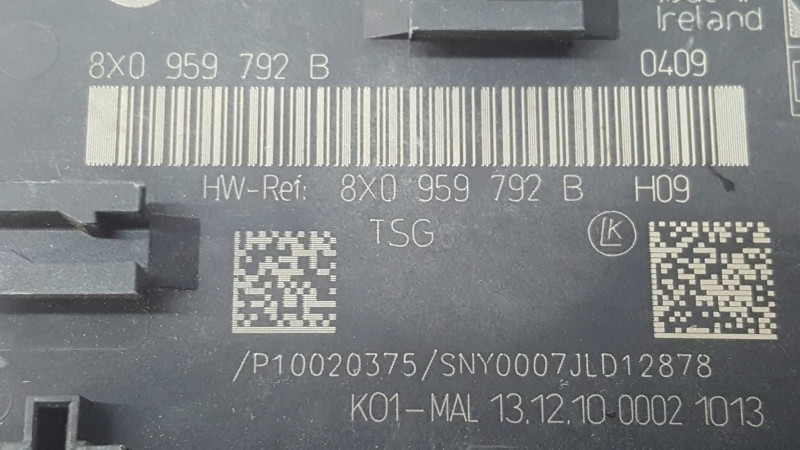 Ireland
8X0 959 792 B 0409
HW-Ref: 8X0 959 792 B H09
TSG LK
/P10020375/SNY0007JLD12878
K01-MAL 13.12.10 0002 1013